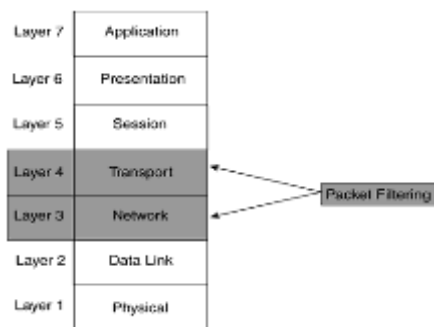 Layer 7 Application
Layer 6 Presentation
Layer 5 Session
Layer 4 Transport
Packet Filtering
Layer 3 Network
Layer 2 Data Link
Layer 1 Physical